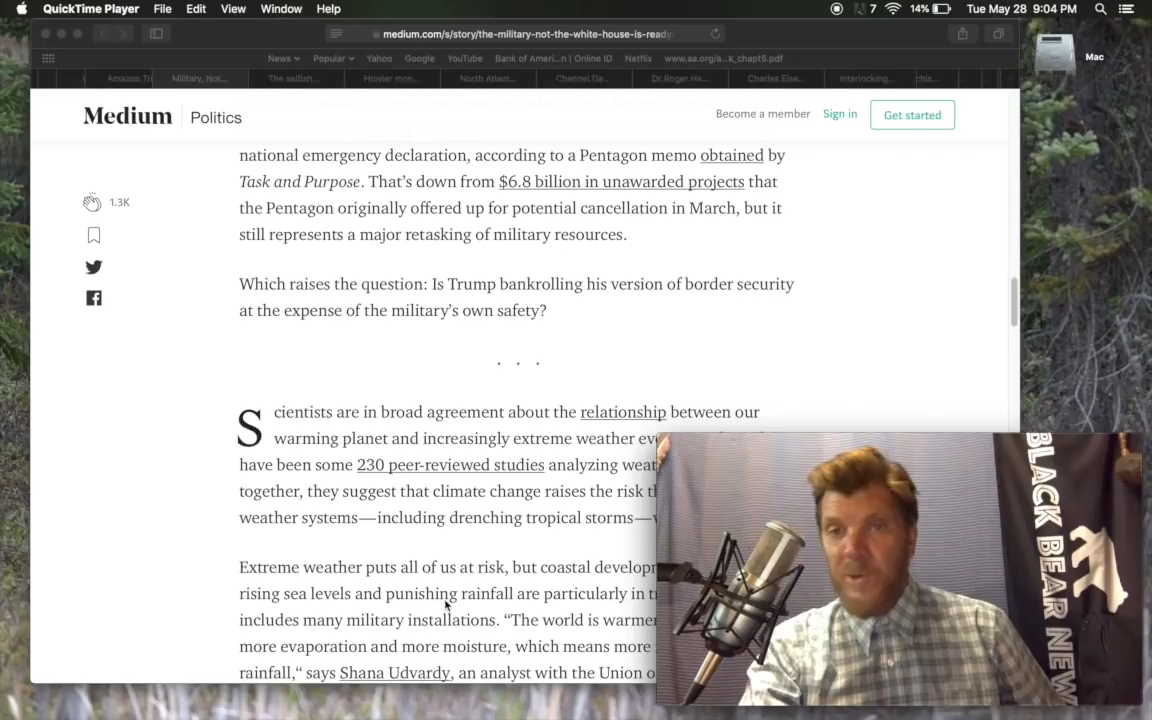 QuickTime Player File Edit View Window Help 7 14% Tue May 28 9:04 PM
medium.com/s/story/the-military-not-the-white-house-is-ready
Mac
News Popular Yahoo Google YouTube Bank of Ameri...n | Online ID Netflix www.aa.org/a...k_chapt5.pdf
Amazon Military, Not... The selfish... Howler mon... North Atlant... Channel De... Dr Roger Ha... Charles Eise... Interlocking...
Medium Politics Become a member Sign in Get started
national emergency declaration, according to a Pentagon memo obtained by
Task and Purpose. That’s down from $6.8 billion in unawarded projects that
1.3K
the Pentagon originally offered up for potential cancellation in March, but it
still represents a major retasking of military resources.
Which raises the question: Is Trump bankrolling his version of border security
at the expense of the military’s own safety?
. . .
Scientists are in broad agreement about the relationship between our
warming planet and increasingly extreme weather
have been some 230 peer-reviewed studies analyzing
together, they suggest that climate change raises the risk
weather systems—including drenching tropical storms—
Extreme weather puts all of us at risk, but coastal
rising sea levels and punishing rainfall are particularly in
includes many military installations. “The world is
more evaporation and more moisture, which means more
rainfall,“ says Shana Udvardy, an analyst with the Union
BLACK BEAR NEW